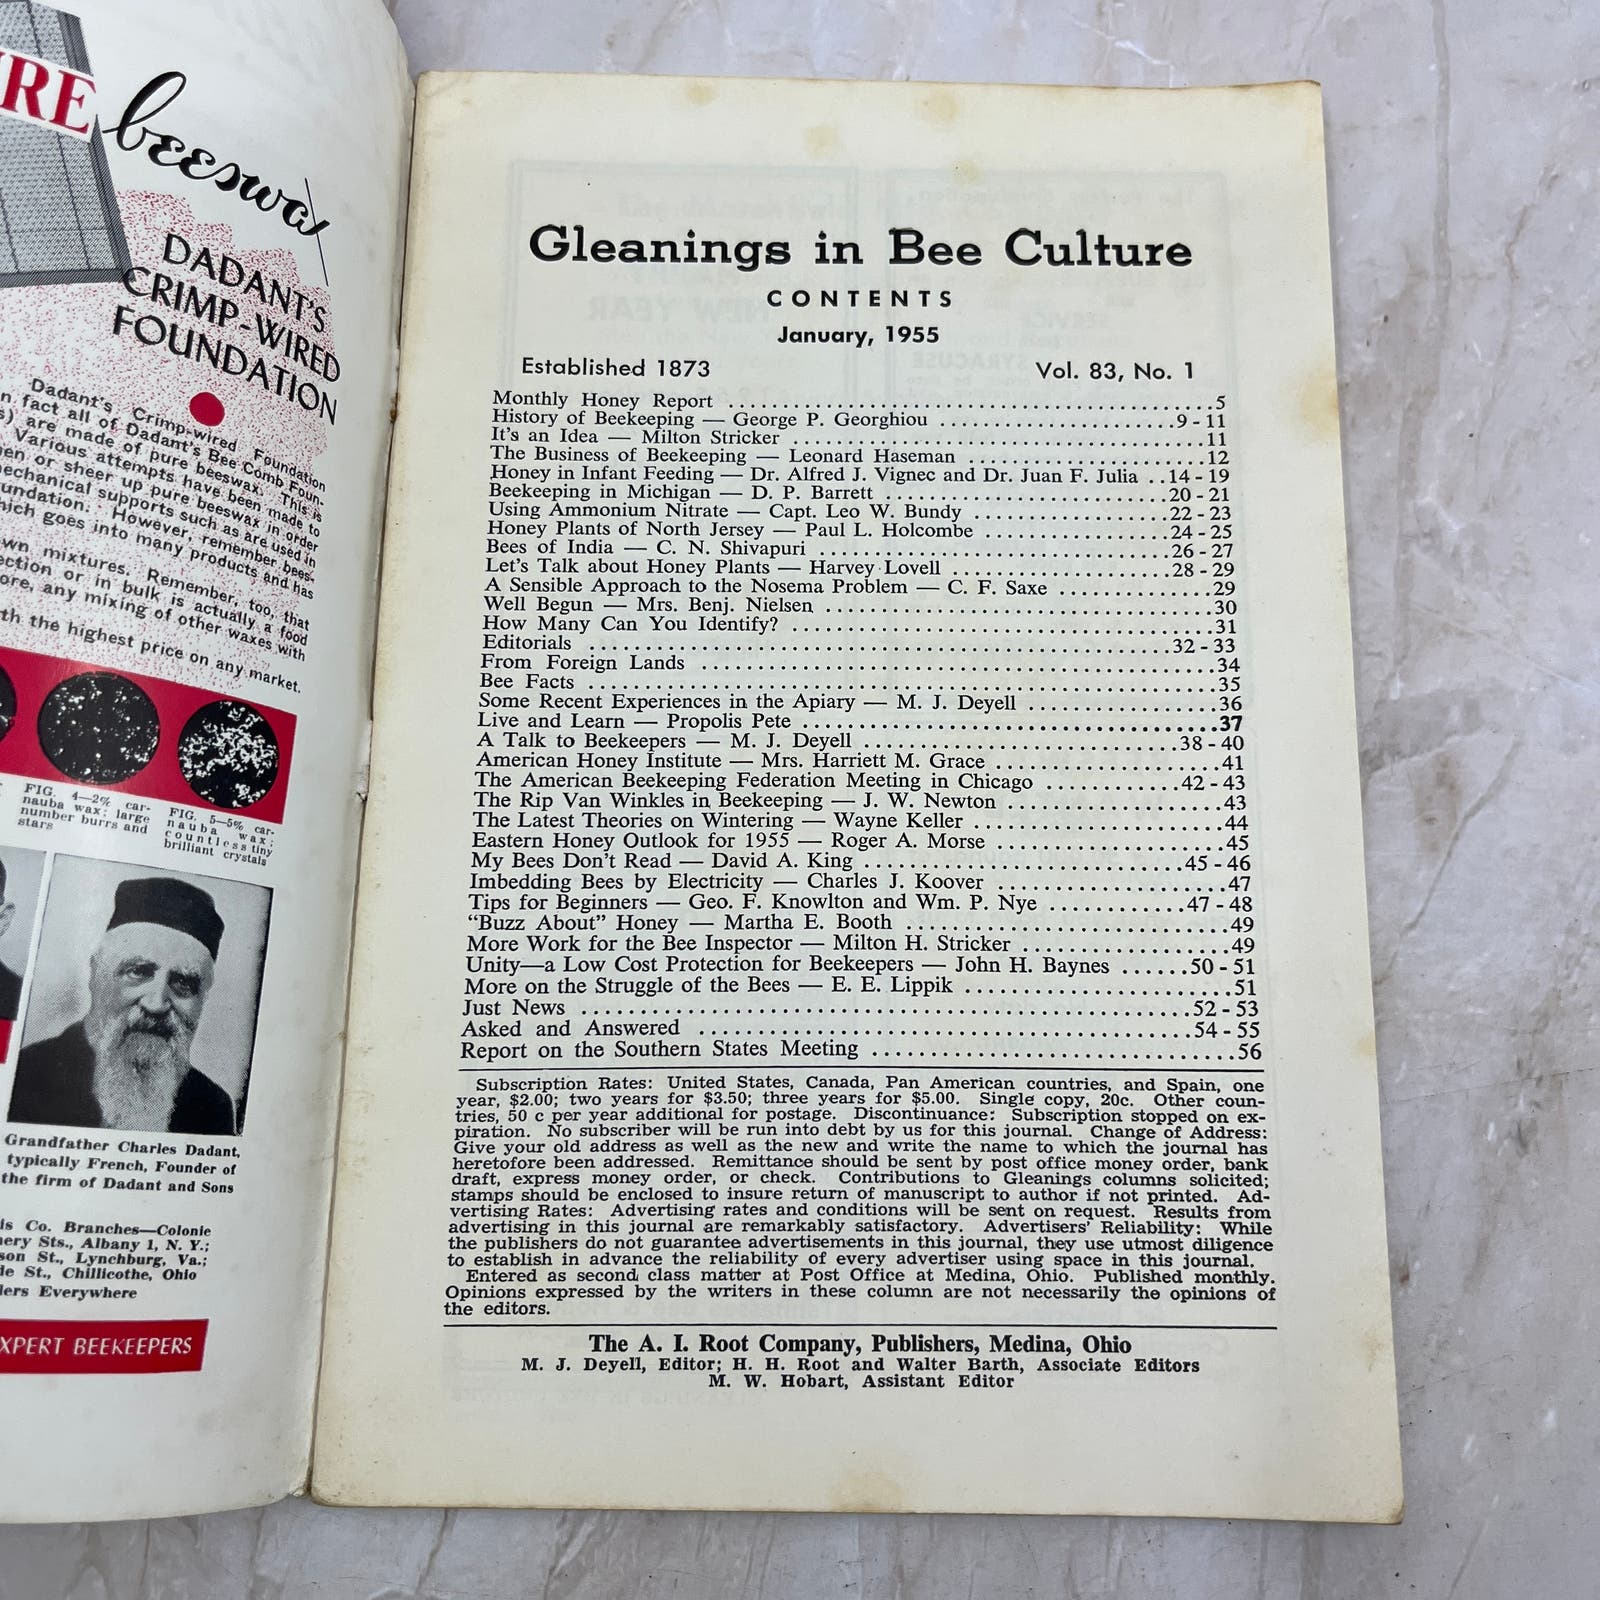 RE beeswax
DADANT'S
CRIMP-WIRED
FOUNDATION
Dadant's Crimp-wired Foundation
n fact all of Dadant's Bee Comb Foun-
s) are made of pure beeswax. This is
Various attempts have been made to
en or sheer up pure beeswax in order
echanical supports such as are used in
undation. However, remember bees-
hich goes into many products and has
wn mixtures. Remember, too, that
ection or in bulk is actually a food
ore, any mixing of other waxes with
th the highest price on any market.
FIG. 4—2% car-
nauba wax; large
number burrs and
stars
FIG. 5—5% car-
nauba wax;
countless tiny
brilliant crystals
Grandfather Charles Dadant,
typically French, Founder of
the firm of Dadant and Sons
is Co. Branches—Colonie
ery Sts., Albany 1, N. Y.;
son St., Lynchburg, Va.;
le St., Chillicothe, Ohio
lers Everywhere
XPERT BEEKEEPERS
Gleanings in Bee Culture
CONTENTS
January, 1955
Established 1873 Vol. 83, No. 1
Monthly Honey Report ........ 5
History of Beekeeping — George P. Georghiou ........ 9 - 11
It's an Idea — Milton Stricker ........ 11
The Business of Beekeeping — Leonard Haseman ........ 12
Honey in Infant Feeding — Dr. Alfred J. Vignec and Dr. Juan F. Julia .. 14 - 19
Beekeeping in Michigan — D. P. Barrett ........ 20 - 21
Using Ammonium Nitrate — Capt. Leo W. Bundy ........ 22 - 23
Honey Plants of North Jersey — Paul L. Holcombe ........ 24 - 25
Bees of India — C. N. Shivapuri ........ 26 - 27
Let's Talk about Honey Plants — Harvey Lovell ........ 28 - 29
A Sensible Approach to the Nosema Problem — C. F. Saxe ........ 29
Well Begun — Mrs. Benj. Nielsen ........ 30
How Many Can You Identify? ........ 31
Editorials ........ 32 - 33
From Foreign Lands ........ 34
Bee Facts ........ 35
Some Recent Experiences in the Apiary — M. J. Deyell ........ 36
Live and Learn — Propolis Pete ........ 37
A Talk to Beekeepers — M. J. Deyell ........ 38 - 40
American Honey Institute — Mrs. Harriett M. Grace ........ 41
The American Beekeeping Federation Meeting in Chicago ........ 42 - 43
The Rip Van Winkles in Beekeeping — J. W. Newton ........ 43
The Latest Theories on Wintering — Wayne Keller ........ 44
Eastern Honey Outlook for 1955 — Roger A. Morse ........ 45
My Bees Don't Read — David A. King ........ 45 - 46
Imbedding Bees by Electricity — Charles J. Koover ........ 47
Tips for Beginners — Geo. F. Knowlton and Wm. P. Nye ........ 47 - 48
"Buzz About" Honey — Martha E. Booth ........ 49
More Work for the Bee Inspector — Milton H. Stricker ........ 49
Unity—a Low Cost Protection for Beekeepers — John H. Baynes ...... 50 - 51
More on the Struggle of the Bees — E. E. Lippik ........ 51
Just News ........ 52 - 53
Asked and Answered ........ 54 - 55
Report on the Southern States Meeting ........ 56
Subscription Rates: United States, Canada, Pan American countries, and Spain, one
year, $2.00; two years for $3.50; three years for $5.00. Single copy, 20c. Other coun-
tries, 50 c per year additional for postage. Discontinuance: Subscription stopped on ex-
piration. No subscriber will be run into debt by us for this journal. Change of Address:
Give your old address as well as the new and write the name to which the journal has
heretofore been addressed. Remittance should be sent by post office money order, bank
draft, express money order, or check. Contributions to Gleanings columns solicited;
stamps should be enclosed to insure return of manuscript to author if not printed. Ad-
vertising Rates: Advertising rates and conditions will be sent on request. Results from
advertising in this journal are remarkably satisfactory. Advertisers' Reliability: While
the publishers do not guarantee advertisements in this journal, they use utmost diligence
to establish in advance the reliability of every advertiser using space in this journal.
Entered as second class matter at Post Office at Medina, Ohio. Published monthly.
Opinions expressed by the writers in these column are not necessarily the opinions of
the editors.
The A. I. Root Company, Publishers, Medina, Ohio
M. J. Deyell, Editor; H. H. Root and Walter Barth, Associate Editors
M. W. Hobart, Assistant Editor